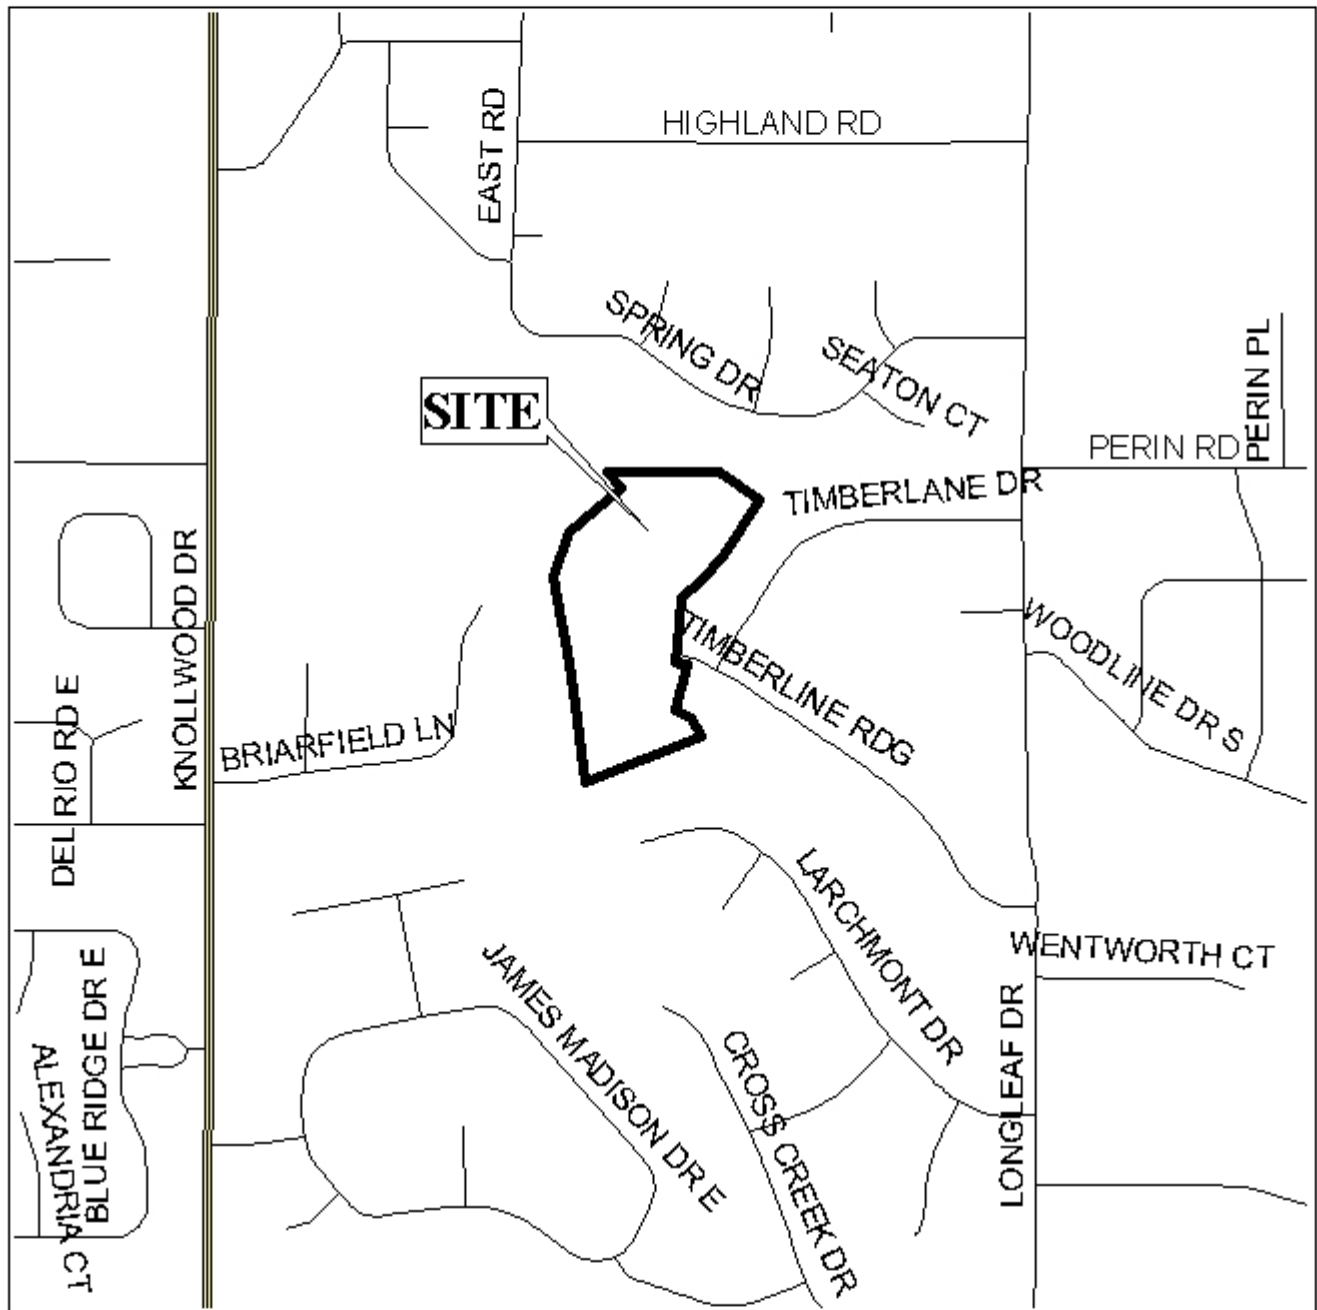 HIGHLAND RD
EAST RD
SPRING DR
SEATON CT
PERIN PL
SITE
PERIN RD
TIMBERLANE DR
KNOLLWOOD DR
TIMBERLINE RDG
WOODLINE DR S
DEL RIO RD E
BRIARFIELD LN
LARCHMONT DR
WENTWORTH CT
JAMES MADISON DR E
BLUE RIDGE DR E
ALEXANDRIA CT
CROSS CREEK DR
LONGLEAF DR